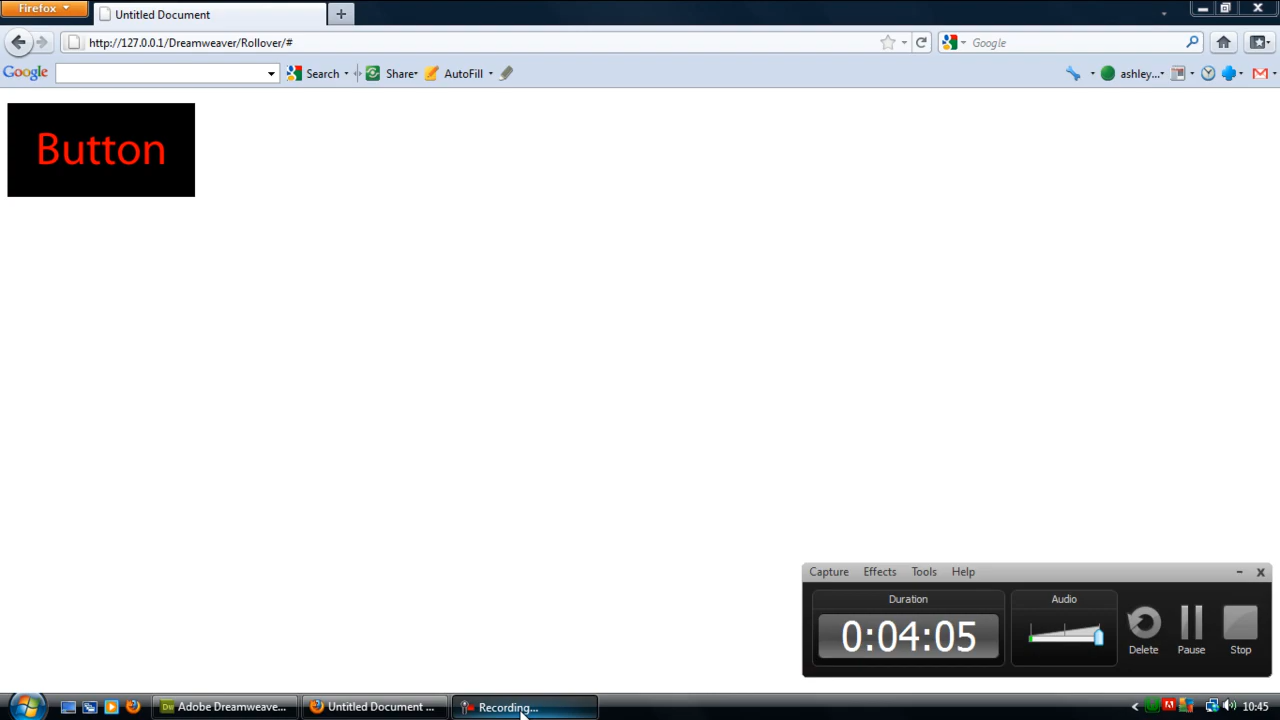 Firefox
Untitled Document
http://127.0.0.1/Dreamweaver/Rollover/#
Google
Google
Search
Share
AutoFill
ashley...
Button
Capture Effects Tools Help
Duration
Audio
0:04:05
Delete
Pause
Stop
Adobe Dreamweave...
Untitled Document ...
Recording...
10:45